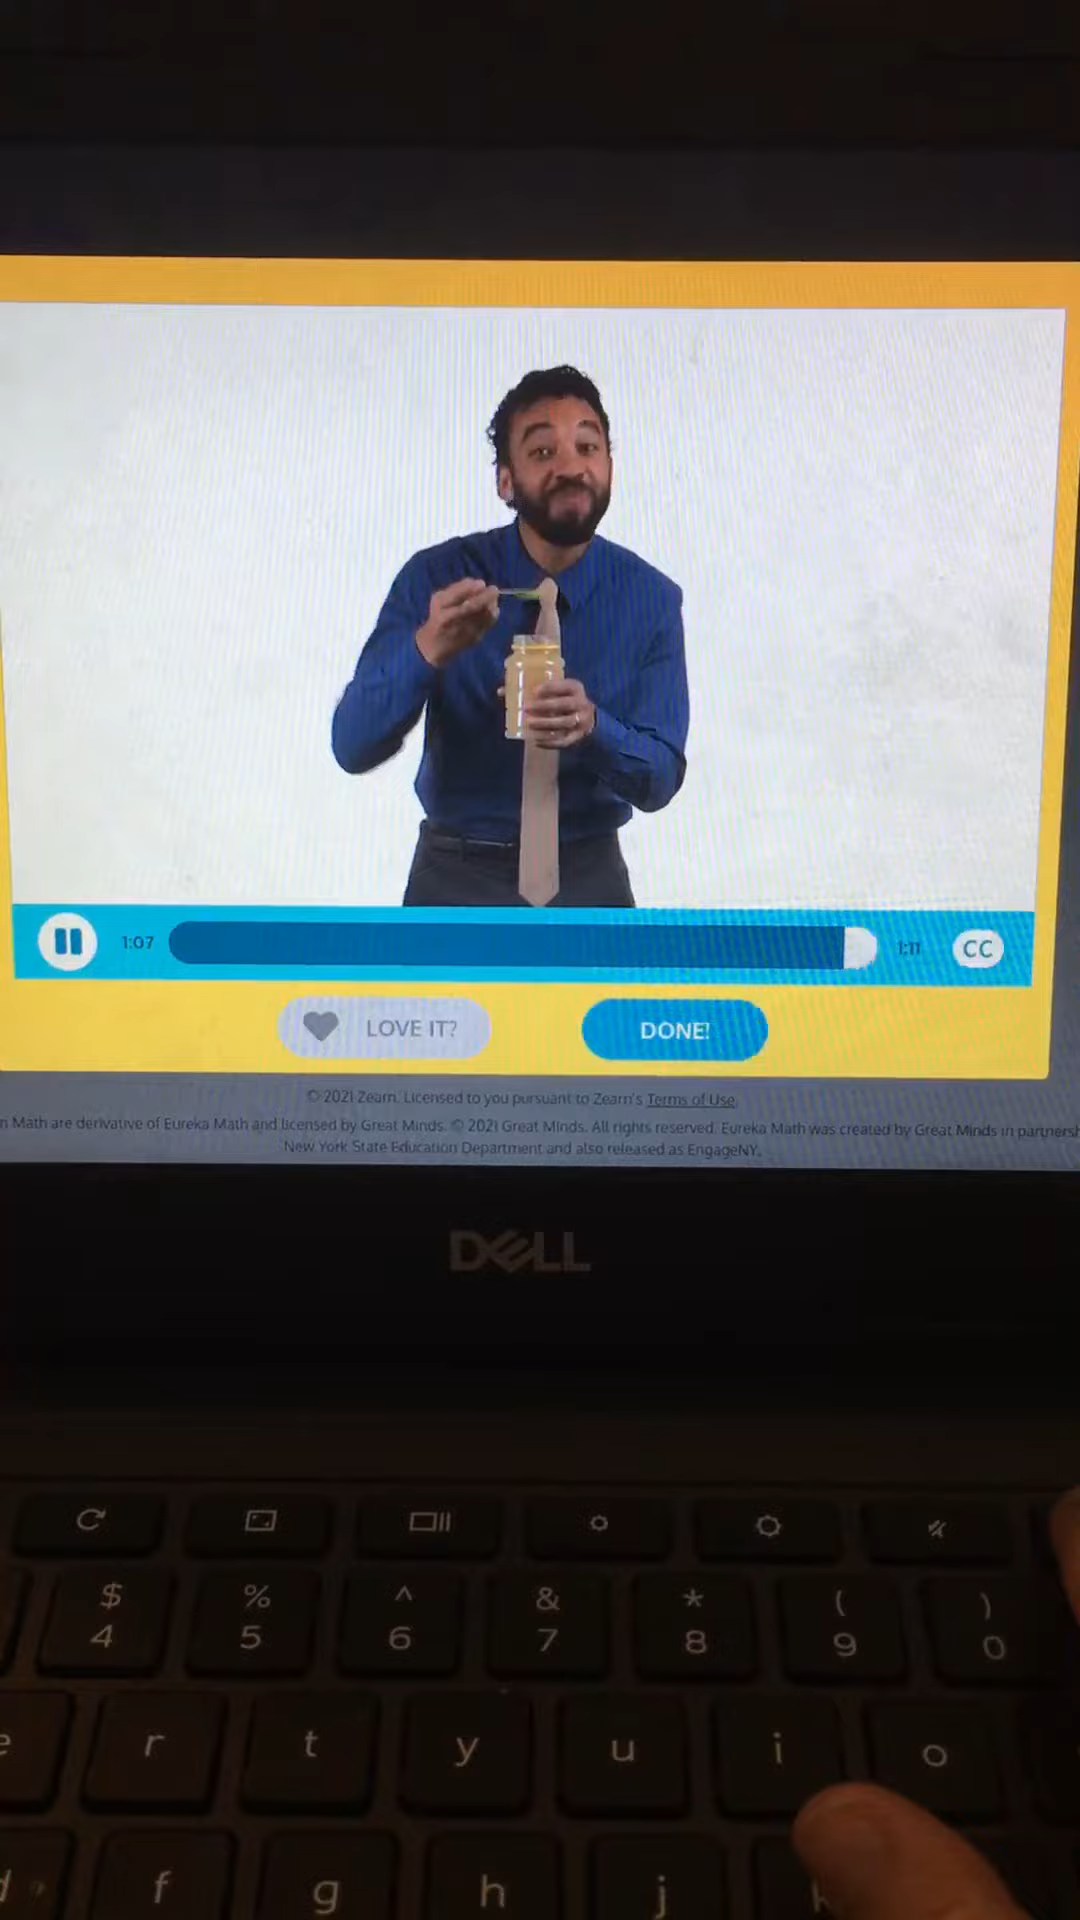 1:07
1:11
CC
LOVE IT?
DONE!
© 2021 Zearn. Licensed to you pursuant to Zearn's Terms of Use.
n Math are derivative of Eureka Math and licensed by Great Minds. © 2021 Great Minds. All rights reserved. Eureka Math was created by Great Minds in partnersh
New York State Education Department and also released as EngageNY.
DELL
$ % ^ & * ( )
4 5 6 7 8 9 0
e r t y u i o
d f g h j k